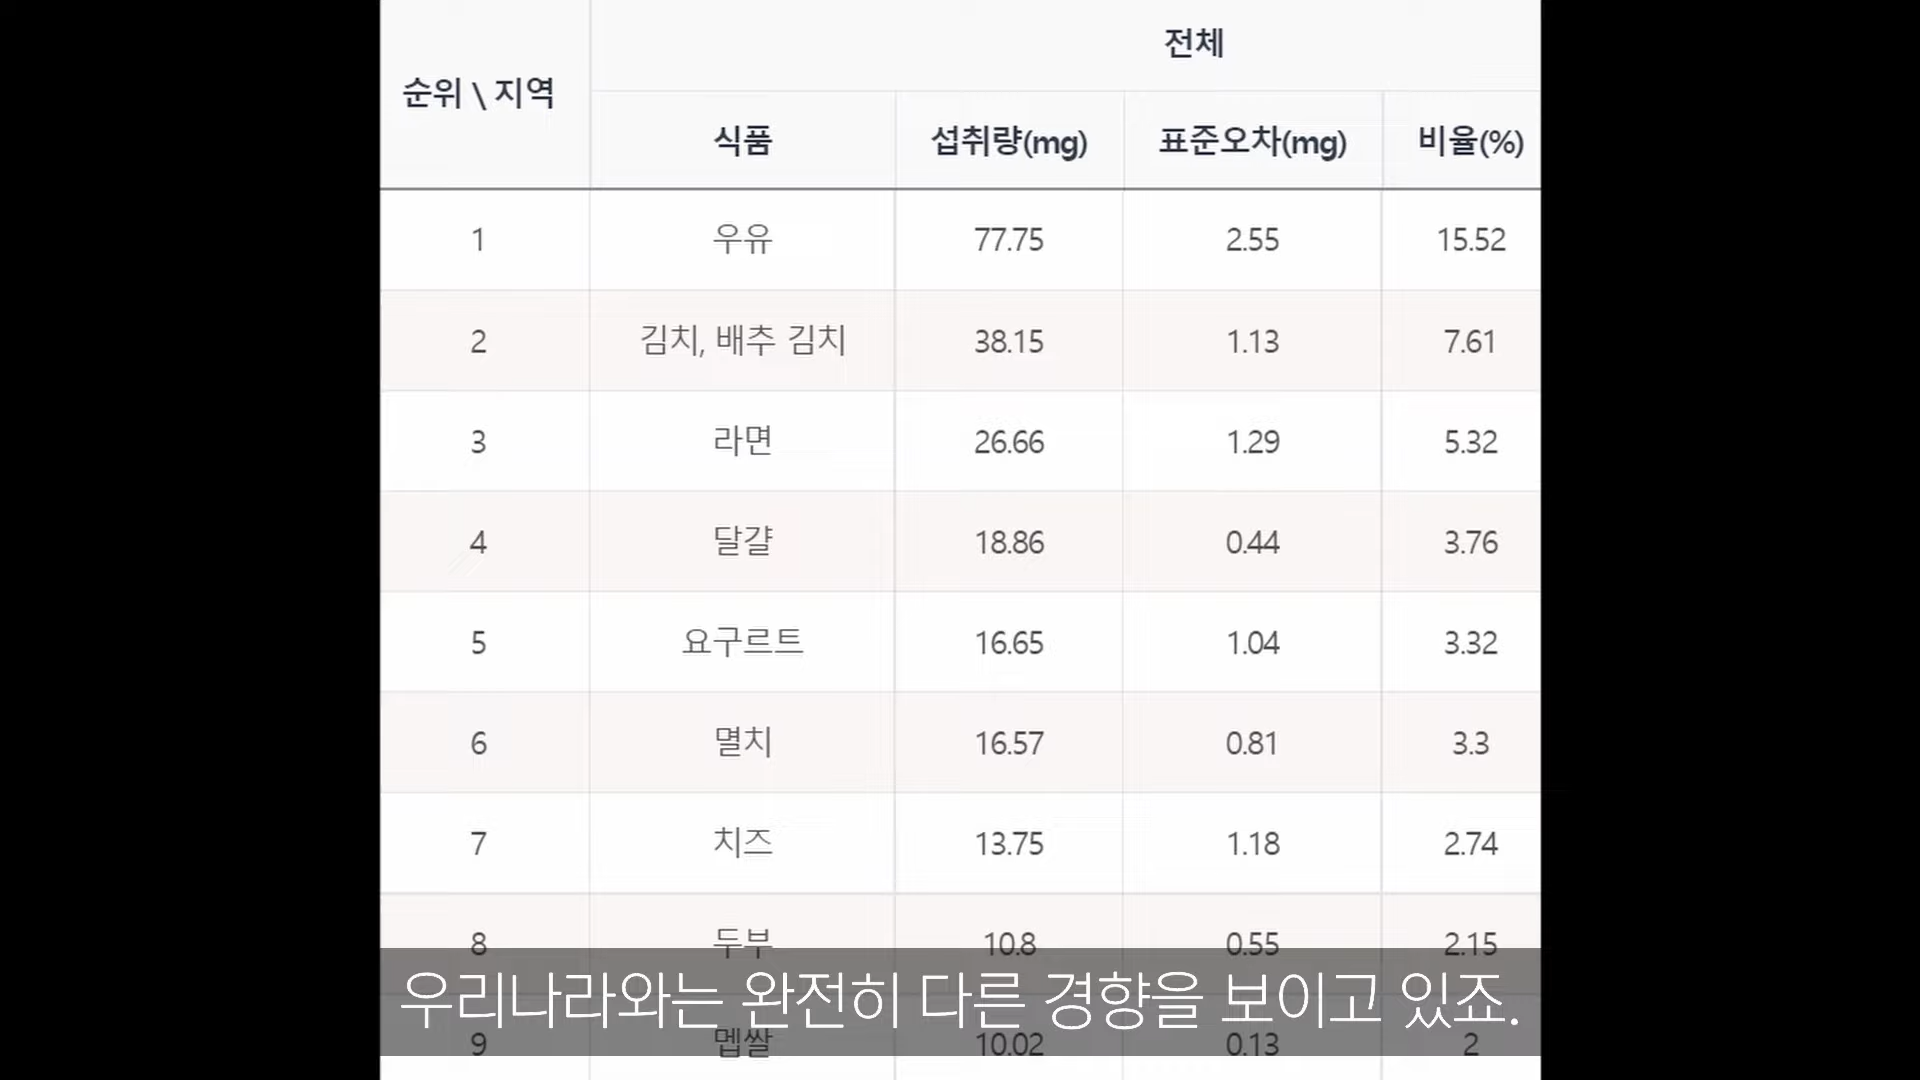 순위 \ 지역
전체
식품 섭취량(mg) 표준오차(mg) 비율(%)
1 우유 77.75 2.55 15.52
2 김치, 배추 김치 38.15 1.13 7.61
3 라면 26.66 1.29 5.32
4 달걀 18.86 0.44 3.76
5 요구르트 16.65 1.04 3.32
6 멸치 16.57 0.81 3.3
7 치즈 13.75 1.18 2.74
8 두부 10.8 0.55 2.15
우리나라와는 완전히 다른 경향을 보이고 있죠.
9 멥쌀 10.02 0.13 2